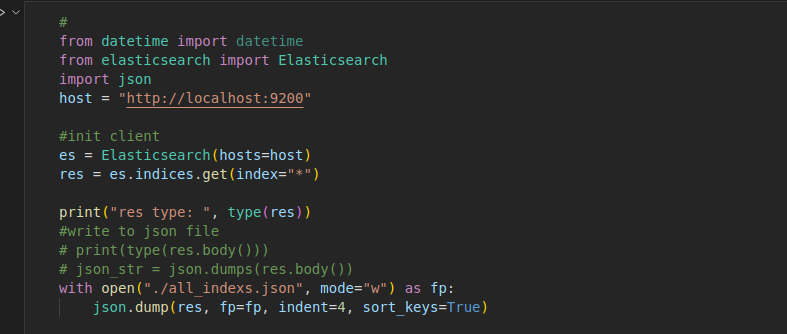 #
from datetime import datetime
from elasticsearch import Elasticsearch
import json
host = "http://localhost:9200"
#init client
es = Elasticsearch(hosts=host)
res = es.indices.get(index="*")
print("res type: ", type(res))
#write to json file
# print(type(res.body()))
# json_str = json.dumps(res.body())
with open("./all_indexs.json", mode="w") as fp:
    json.dump(res, fp=fp, indent=4, sort_keys=True)